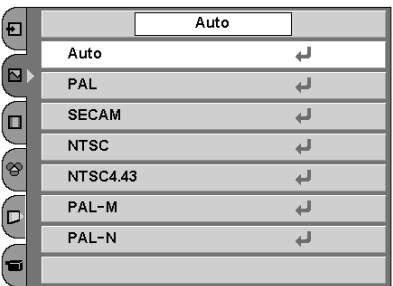 Auto
Auto
PAL
SECAM
NTSC
NTSC4.43
PAL-M
PAL-N